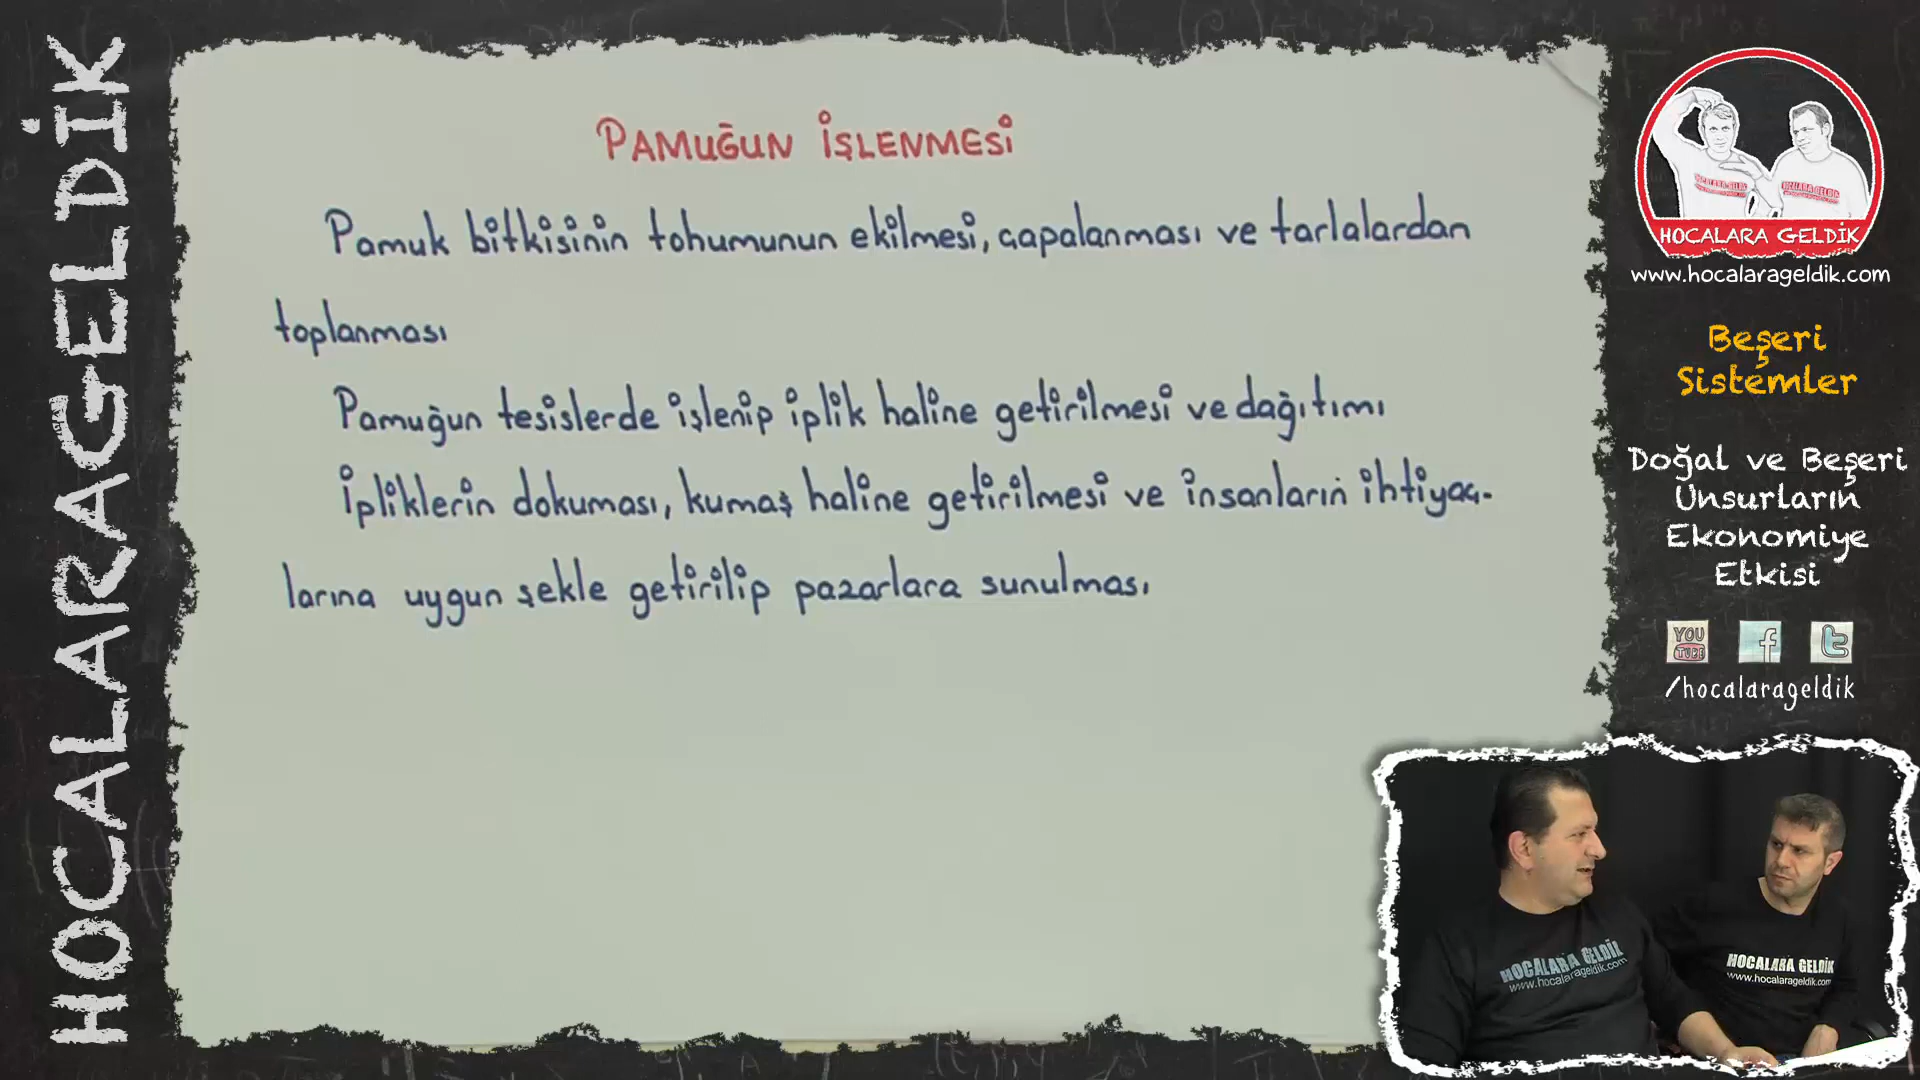 HOCALARAGELDİK
PAMUĞUN İŞLENMESİ
Pamuk bitkisinin tohumunun ekilmesi, çapalanması ve tarlalardan
toplanması
Pamuğun tesislerde işlenip iplik haline getirilmesi ve dağıtımı
İpliklerin dokuması, kumaş haline getirilmesi ve insanların ihtiyaç-
larına uygun şekle getirilip pazarlara sunulması
HOCALARA GELDİK
www.hocalarageldik.com
Beşeri
Sistemler
Doğal ve Beşeri
Unsurların
Ekonomiye
Etkisi
YOU
TUBE
f
t
/hocalarageldik
HOCALARA GELDİK
www.hocalarageldik.com
HOCALARA GELDİK
www.hocalarageldik.com